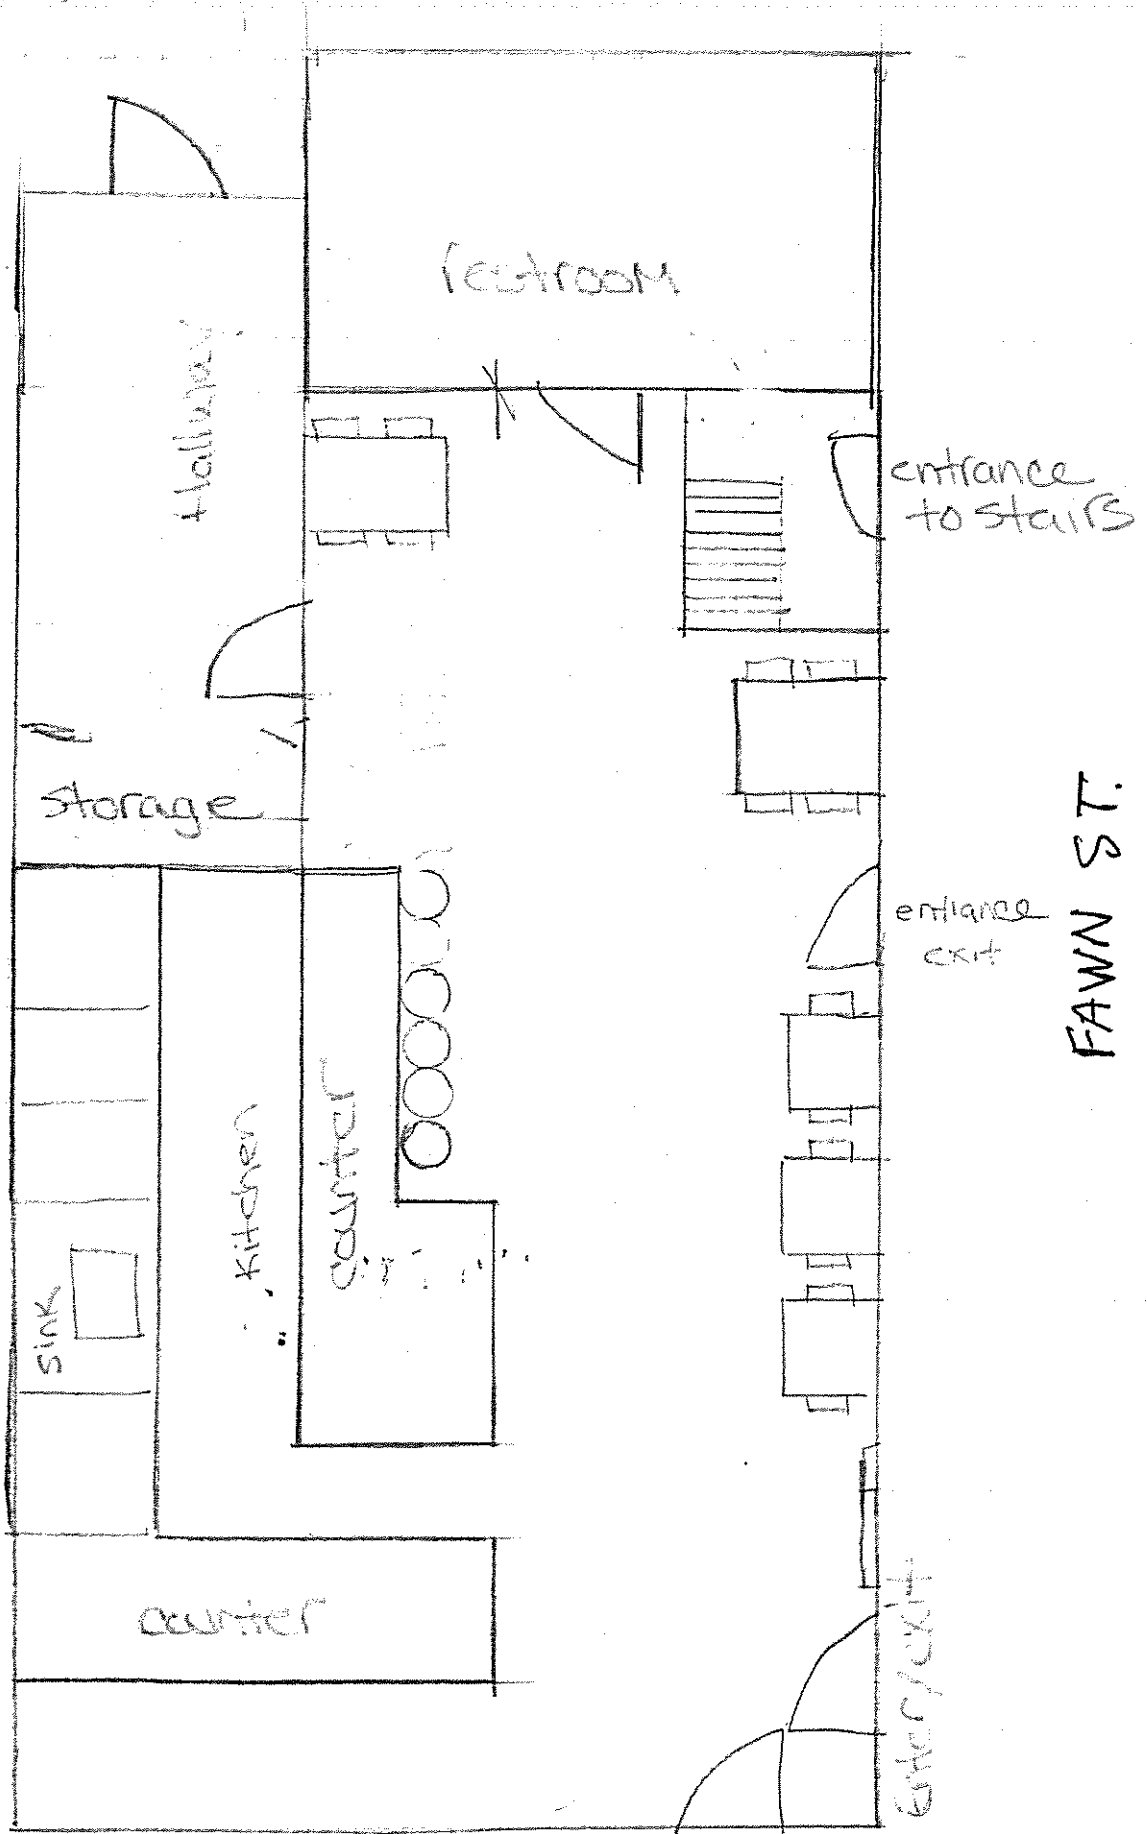 restroom
Hallway
entrance
to stairs
storage
entrance
exit
FAWN ST.
Kitchen
counter
sink
counter
Enter/exit